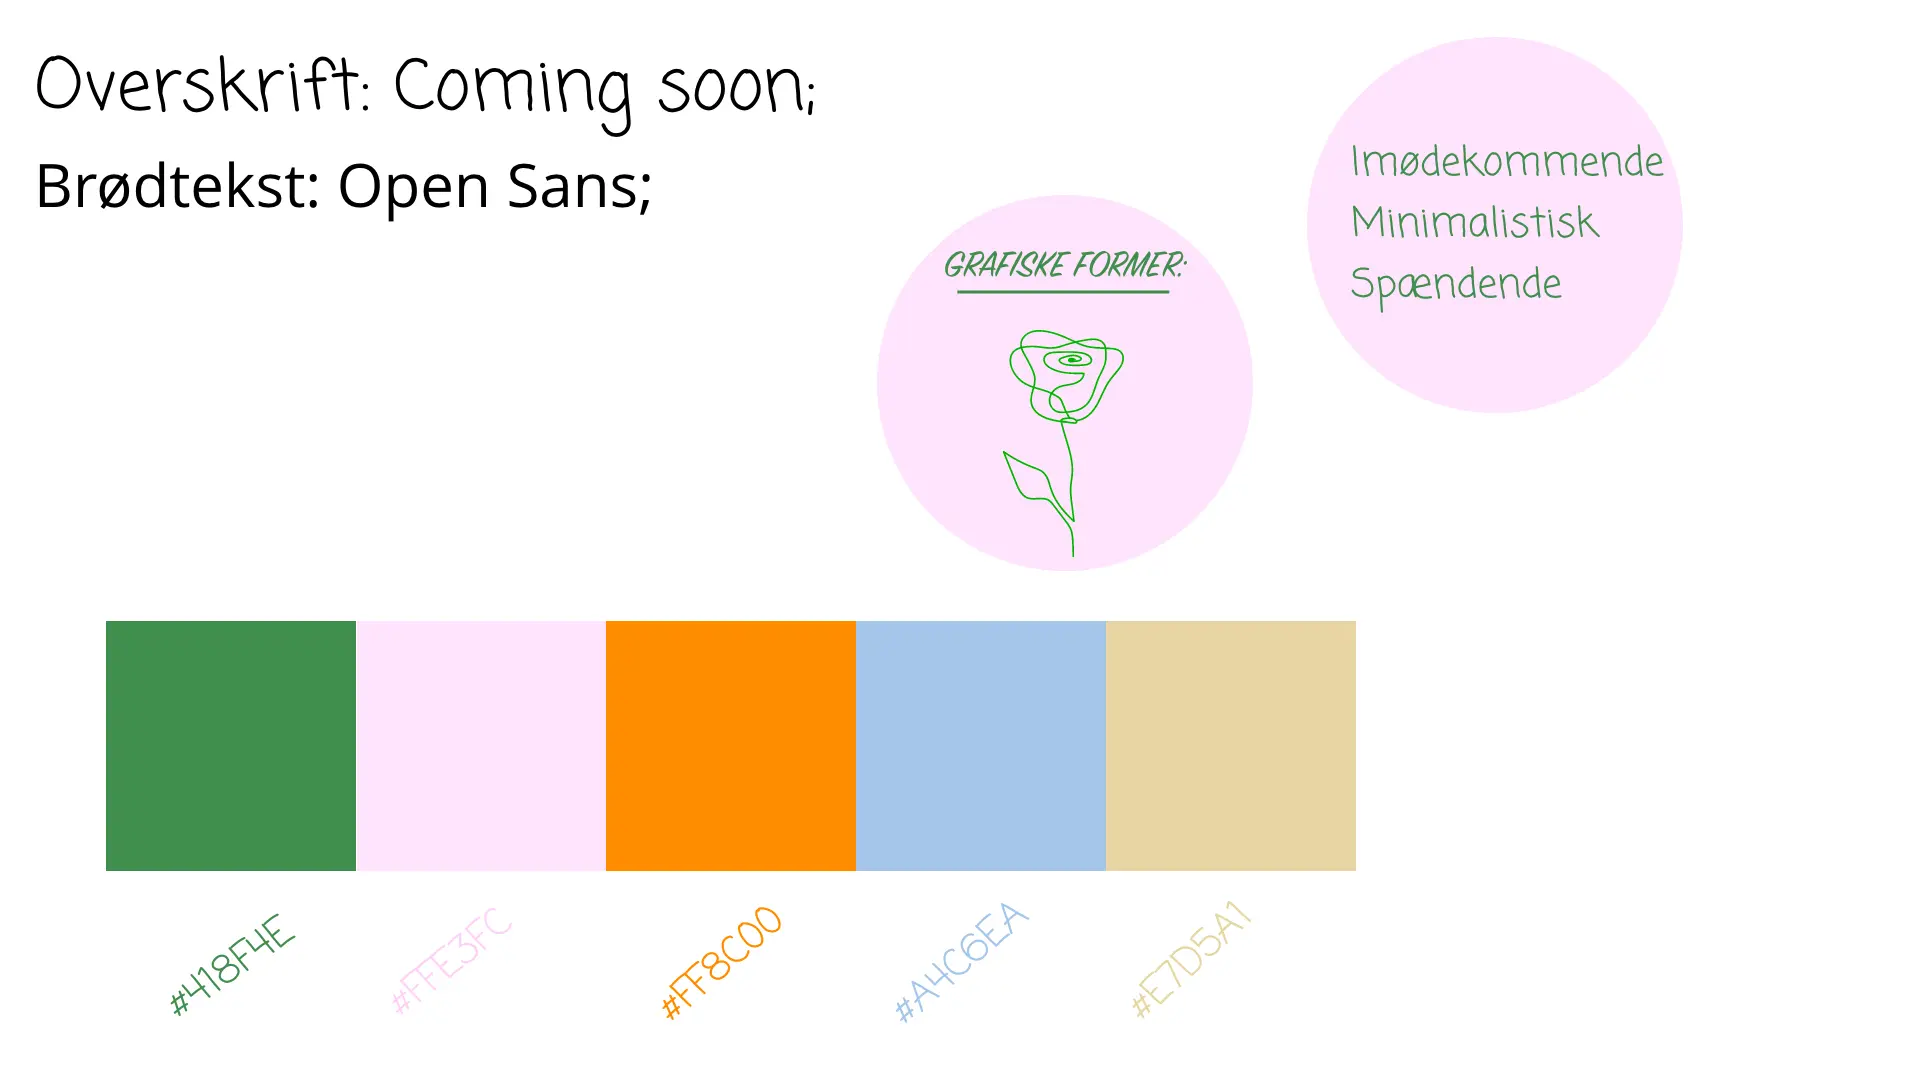 Overskrift: Coming soon;
Brødtekst: Open Sans;
GRAFISKE FORMER:
Imødekommende
Minimalistisk
Spændende
#418F4E
#FFE3FC
#FF8C00
#A4C6EA
#E7D5A1